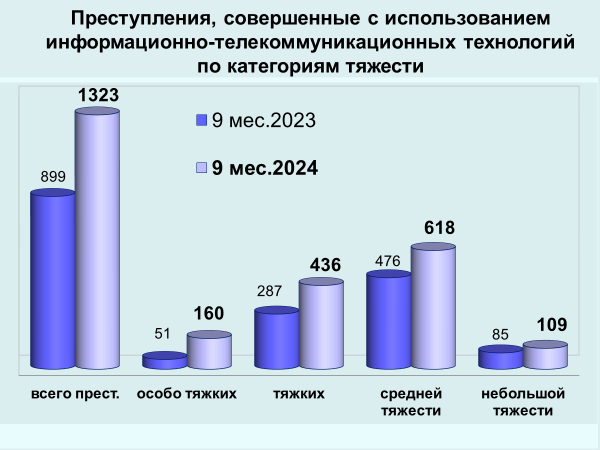 Преступления, совершенные с использованием
информационно-телекоммуникационных технологий
по категориям тяжести
1323
9 мес.2023
899
9 мес.2024
618
476
436
287
160
51
109
85
всего прест. особо тяжких тяжких средней небольшой
тяжести тяжести